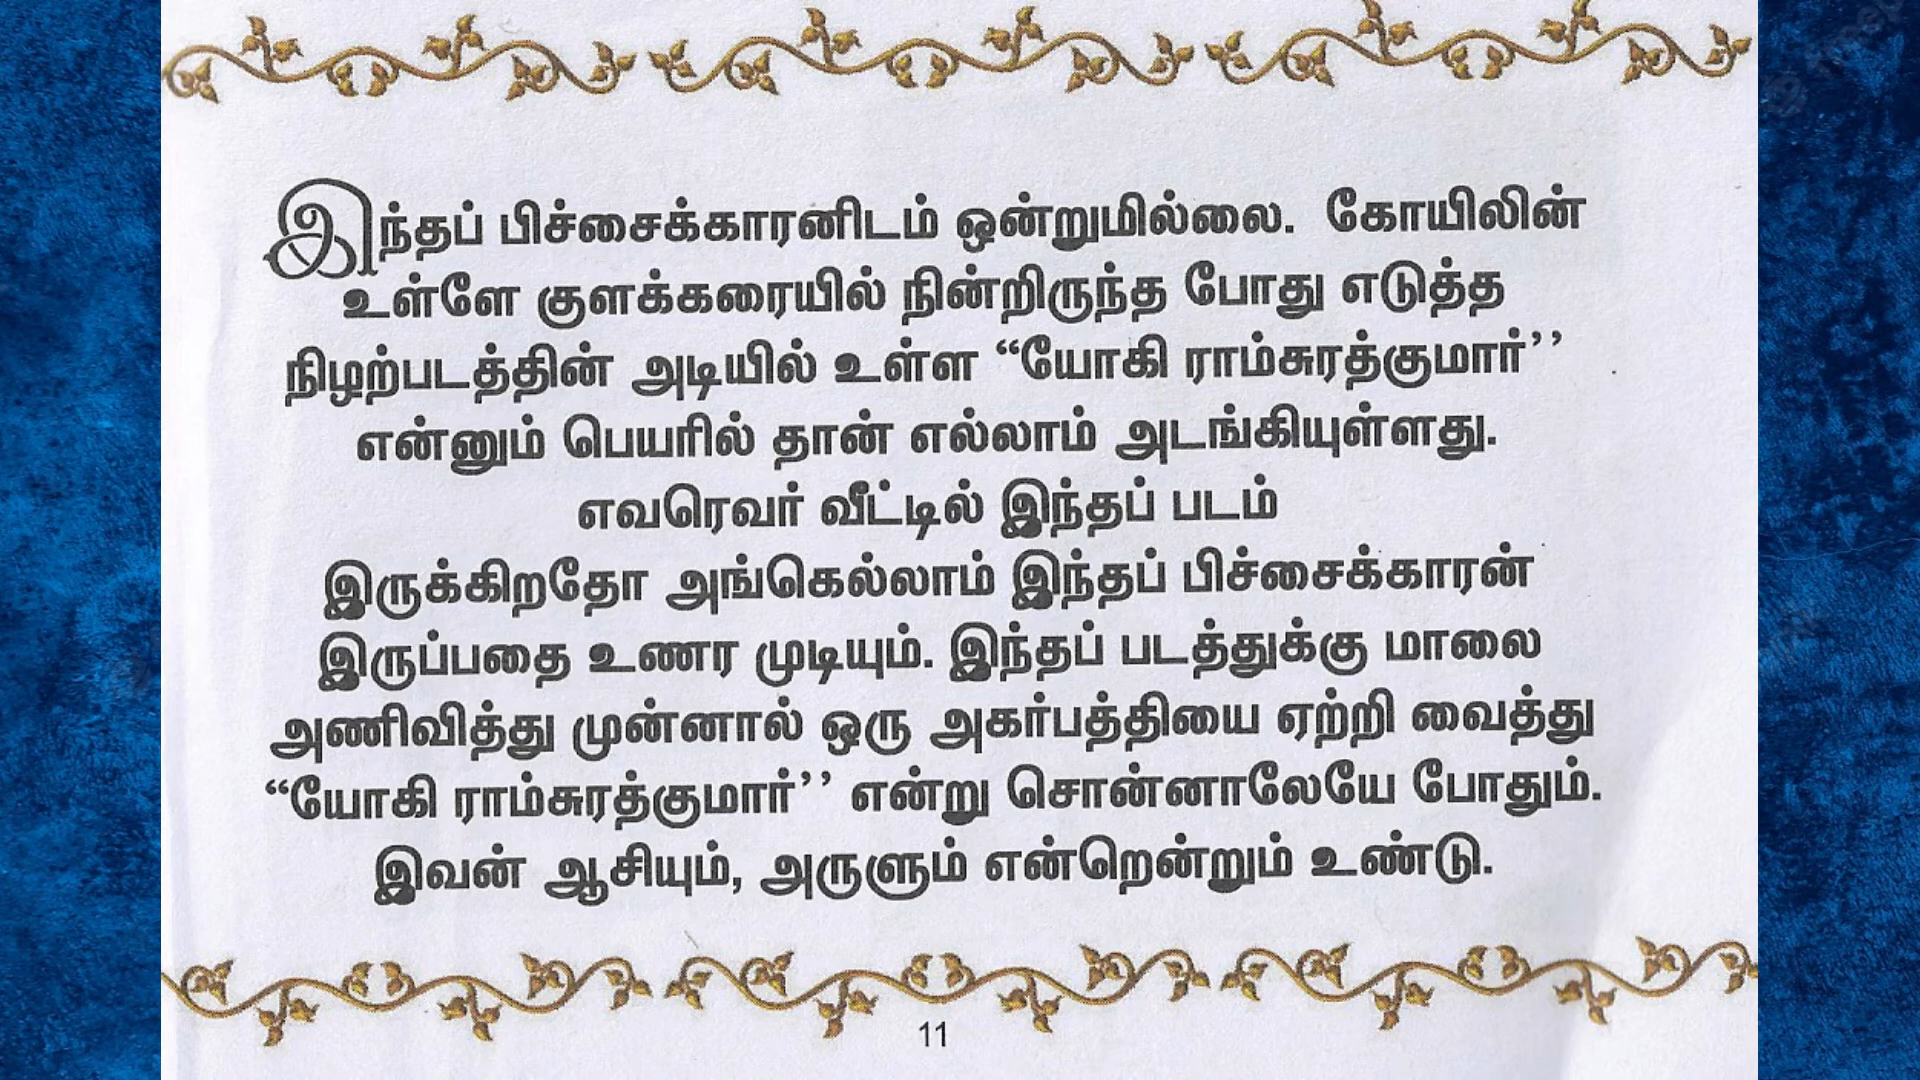 இந்தப் பிச்சைக்காரனிடம் ஒன்றுமில்லை. கோயிலின்
உள்ளே குளக்கரையில் நின்றிருந்த போது எடுத்த
நிழற்படத்தின் அடியில் உள்ள “யோகி ராம்சுரத்குமார்’’
என்னும் பெயரில் தான் எல்லாம் அடங்கியுள்ளது.
எவரெவர் வீட்டில் இந்தப் படம்
இருக்கிறதோ அங்கெல்லாம் இந்தப் பிச்சைக்காரன்
இருப்பதை உணர முடியும். இந்தப் படத்துக்கு மாலை
அணிவித்து முன்னால் ஒரு அகர்பத்தியை ஏற்றி வைத்து
“யோகி ராம்சுரத்குமார்’’ என்று சொன்னாலேயே போதும்.
இவன் ஆசியும், அருளும் என்றென்றும் உண்டு.
11